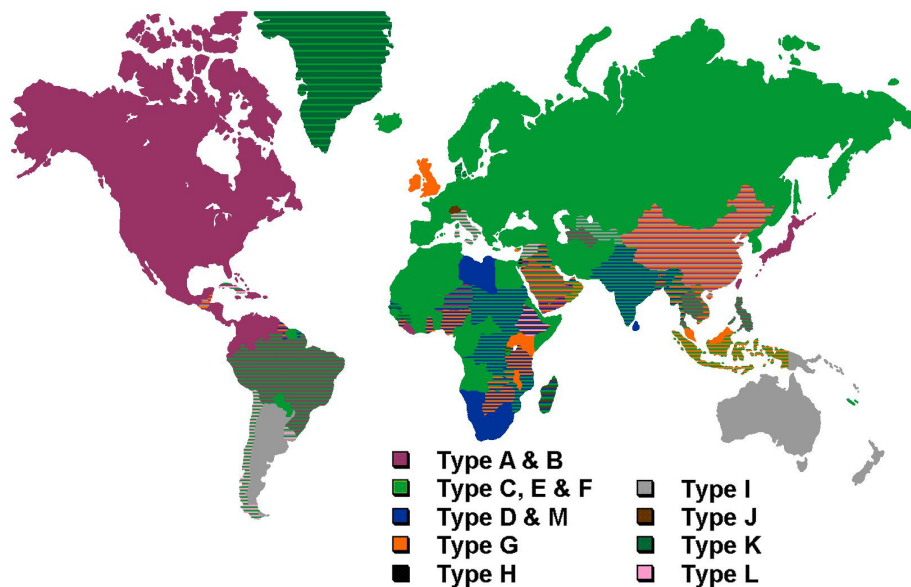 Type A & B
Type C, E & F
Type D & M
Type G
Type H
Type I
Type J
Type K
Type L